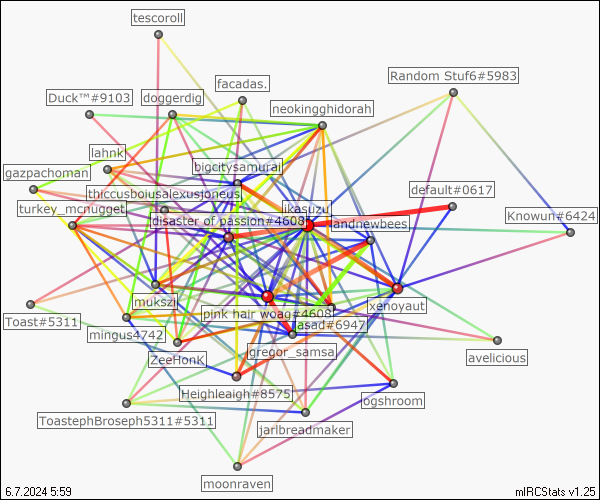 tescoroll
Random Stuf6#5983
facadas.
Duck™#9103
doggerdig
neokingghidorah
lahnk
bigcitysamurai
gazpachoman
thiccusboiusalexusjoneus
default#0617
turkey_mcnugget
ikasuzu
disaster of passion#4608
andrewbees
Knowun#6424
mukszi
xenoyaut
pink hair woag#4608
Toast#5311
mingus4742
asad#6947
ZeeHonK
gregor_samsa
avelicious
Heighleaigh#8575
ogshroom
ToastephBroseph5311#5311
jarlbreadmaker
moonraven
6.7.2024 5:59
mIRCStats v1.25